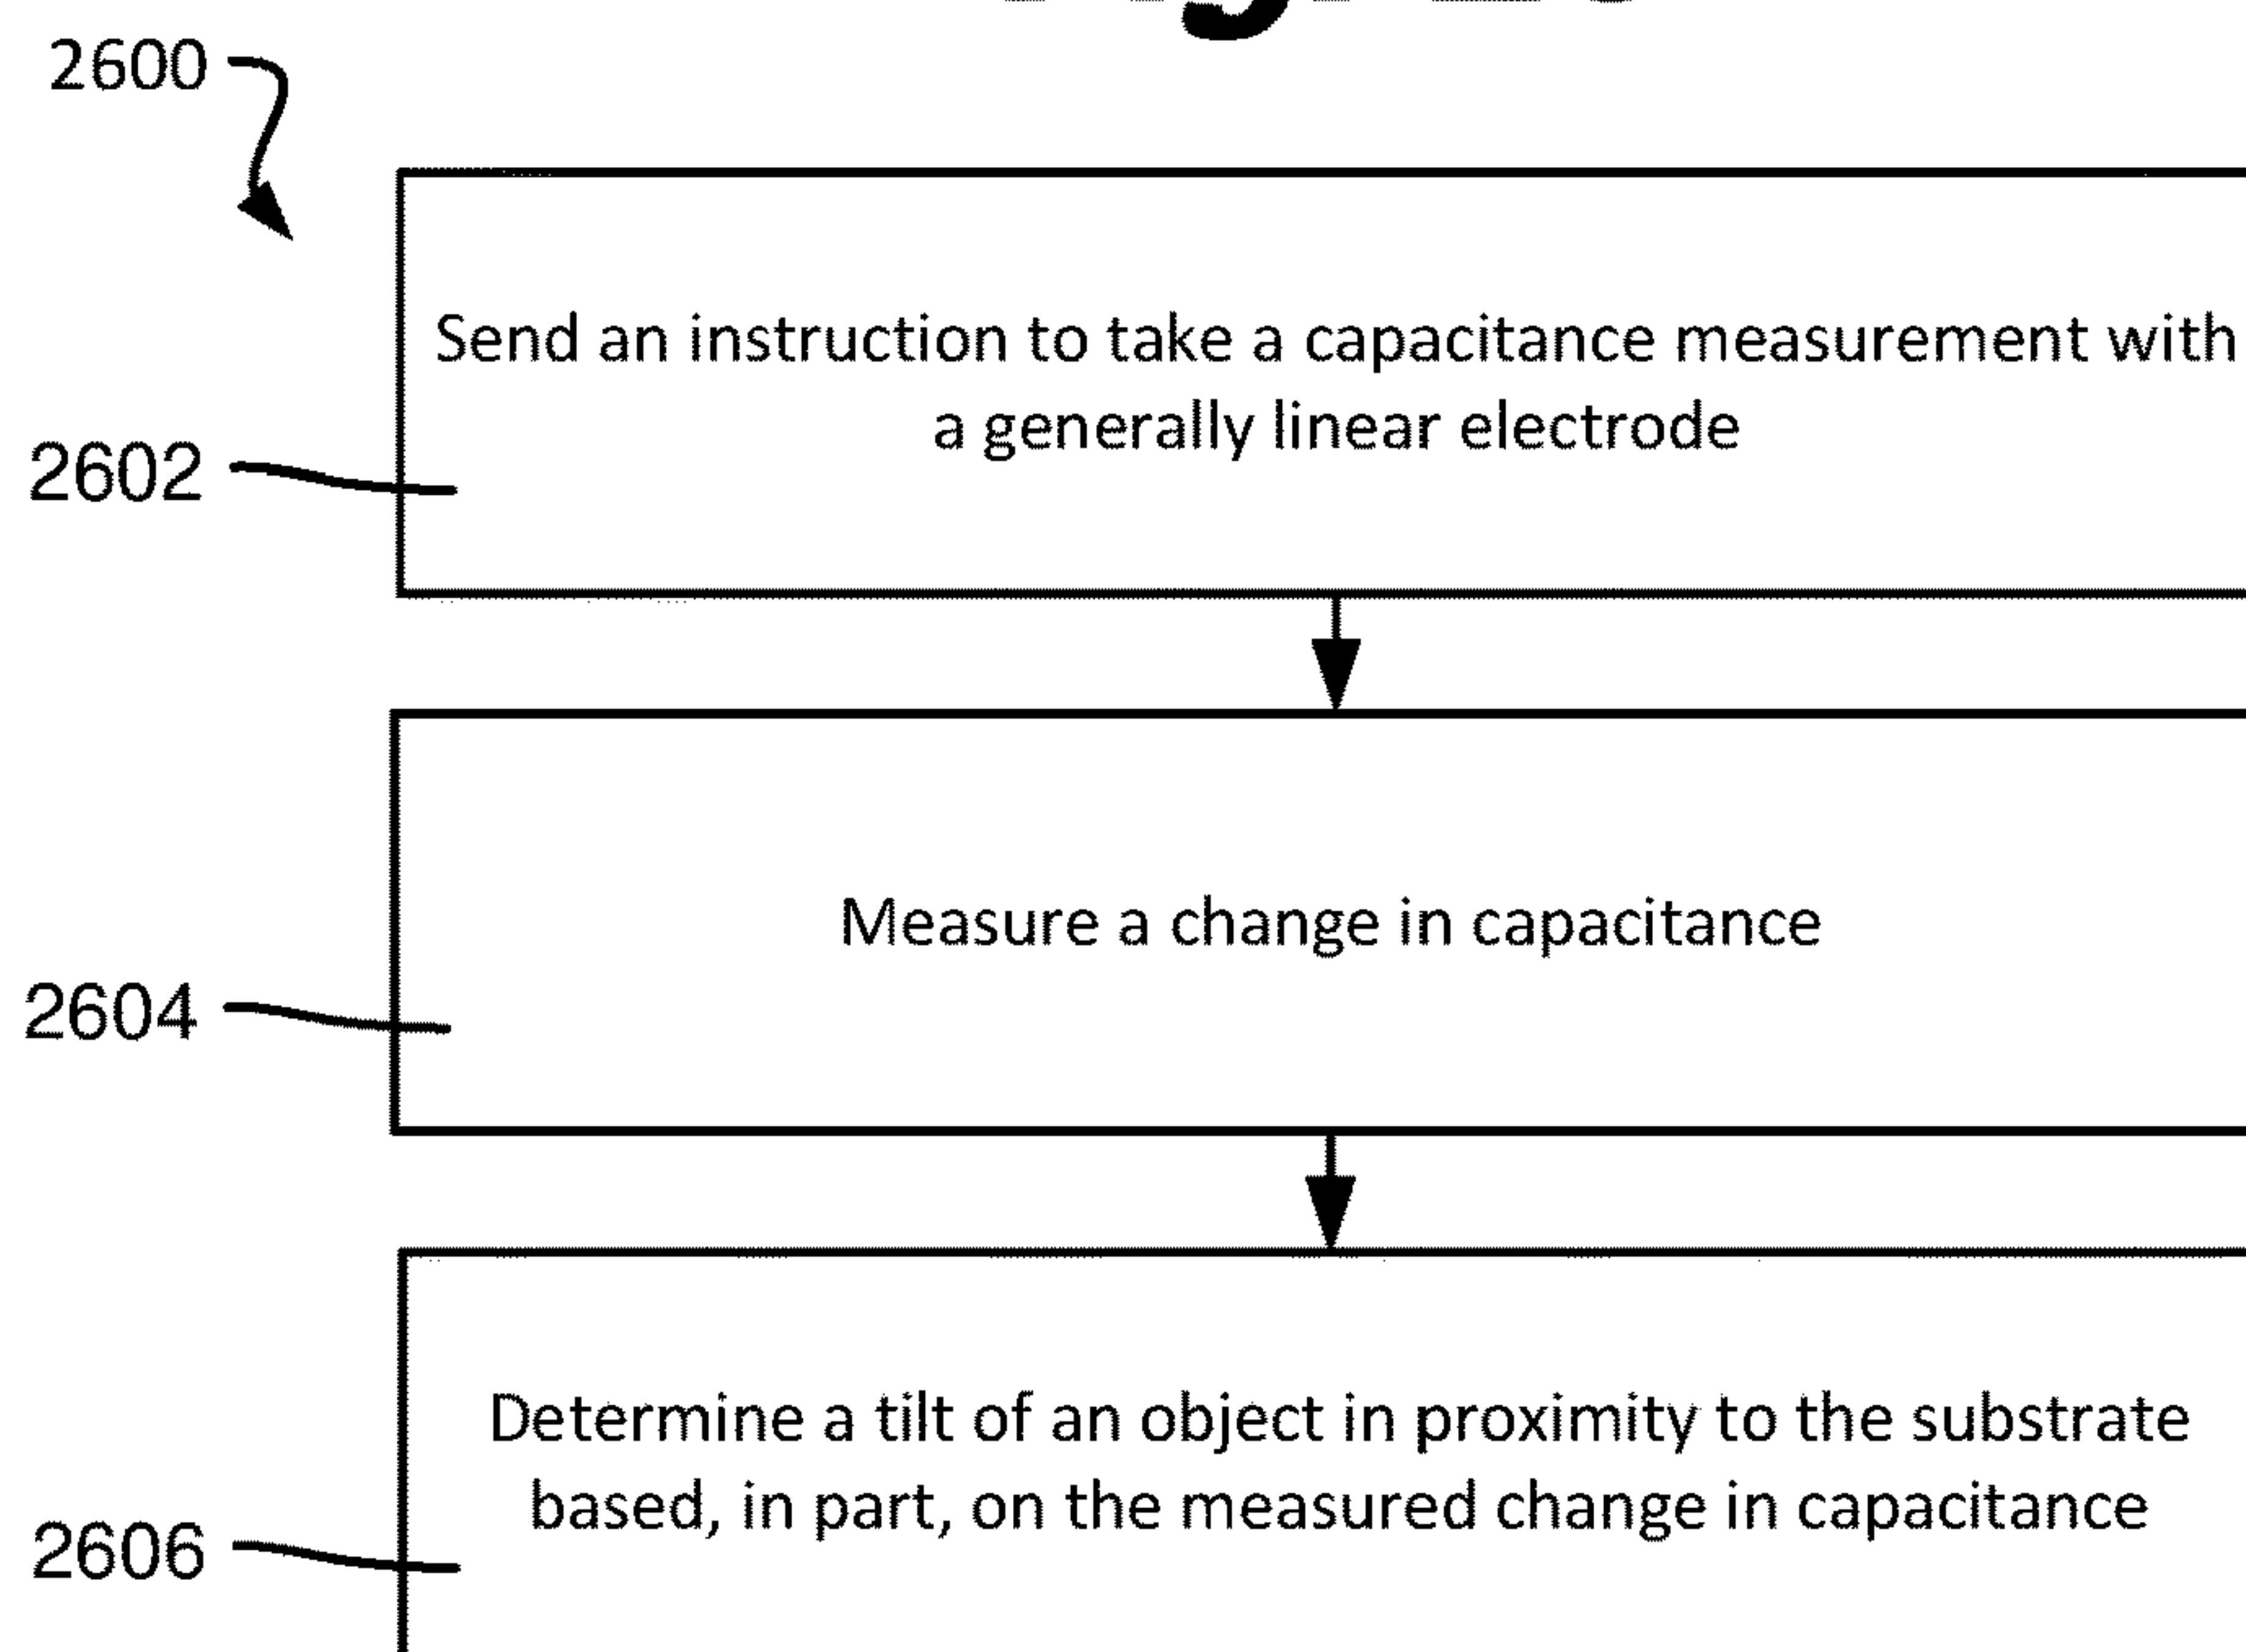 2600
Send an instruction to take a capacitance measurement with
a generally linear electrode
2602
Measure a change in capacitance
2604
Determine a tilt of an object in proximity to the substrate
based, in part, on the measured change in capacitance
2606